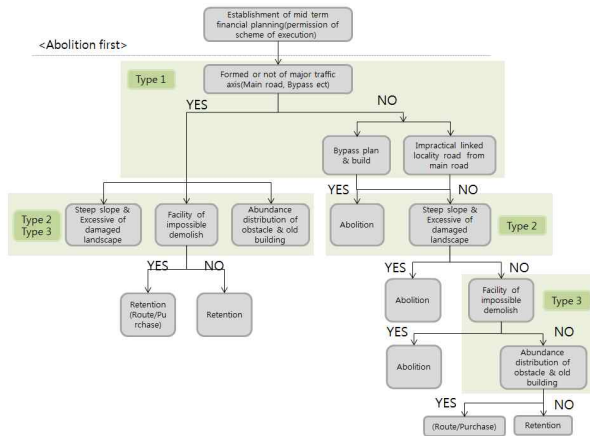 Establishment of mid term
financial planning(permission of
scheme of execution)
<Abolition first>
Type 1
Formed or not of major traffic
axis(Main road, Bypass ect)
YES
NO
Bypass plan
& build
Impractical linked
locality road from
main road
YES
NO
Type 2
Type 3
Steep slope &
Excessive of
damaged
landscape
Facility of
impossible
demolish
Abundance
distribution of
obstacle & old
building
Abolition
Steep slope &
Excessive of
damaged
landscape
Type 2
YES
NO
Retention
(Route/Pu
rchase)
Retention
YES
NO
Abolition
Facility of
impossible
demolish
Type 3
YES
NO
Abolition
Abundance
distribution of
obstacle & old
building
YES
NO
(Route/Purchase)
Retention